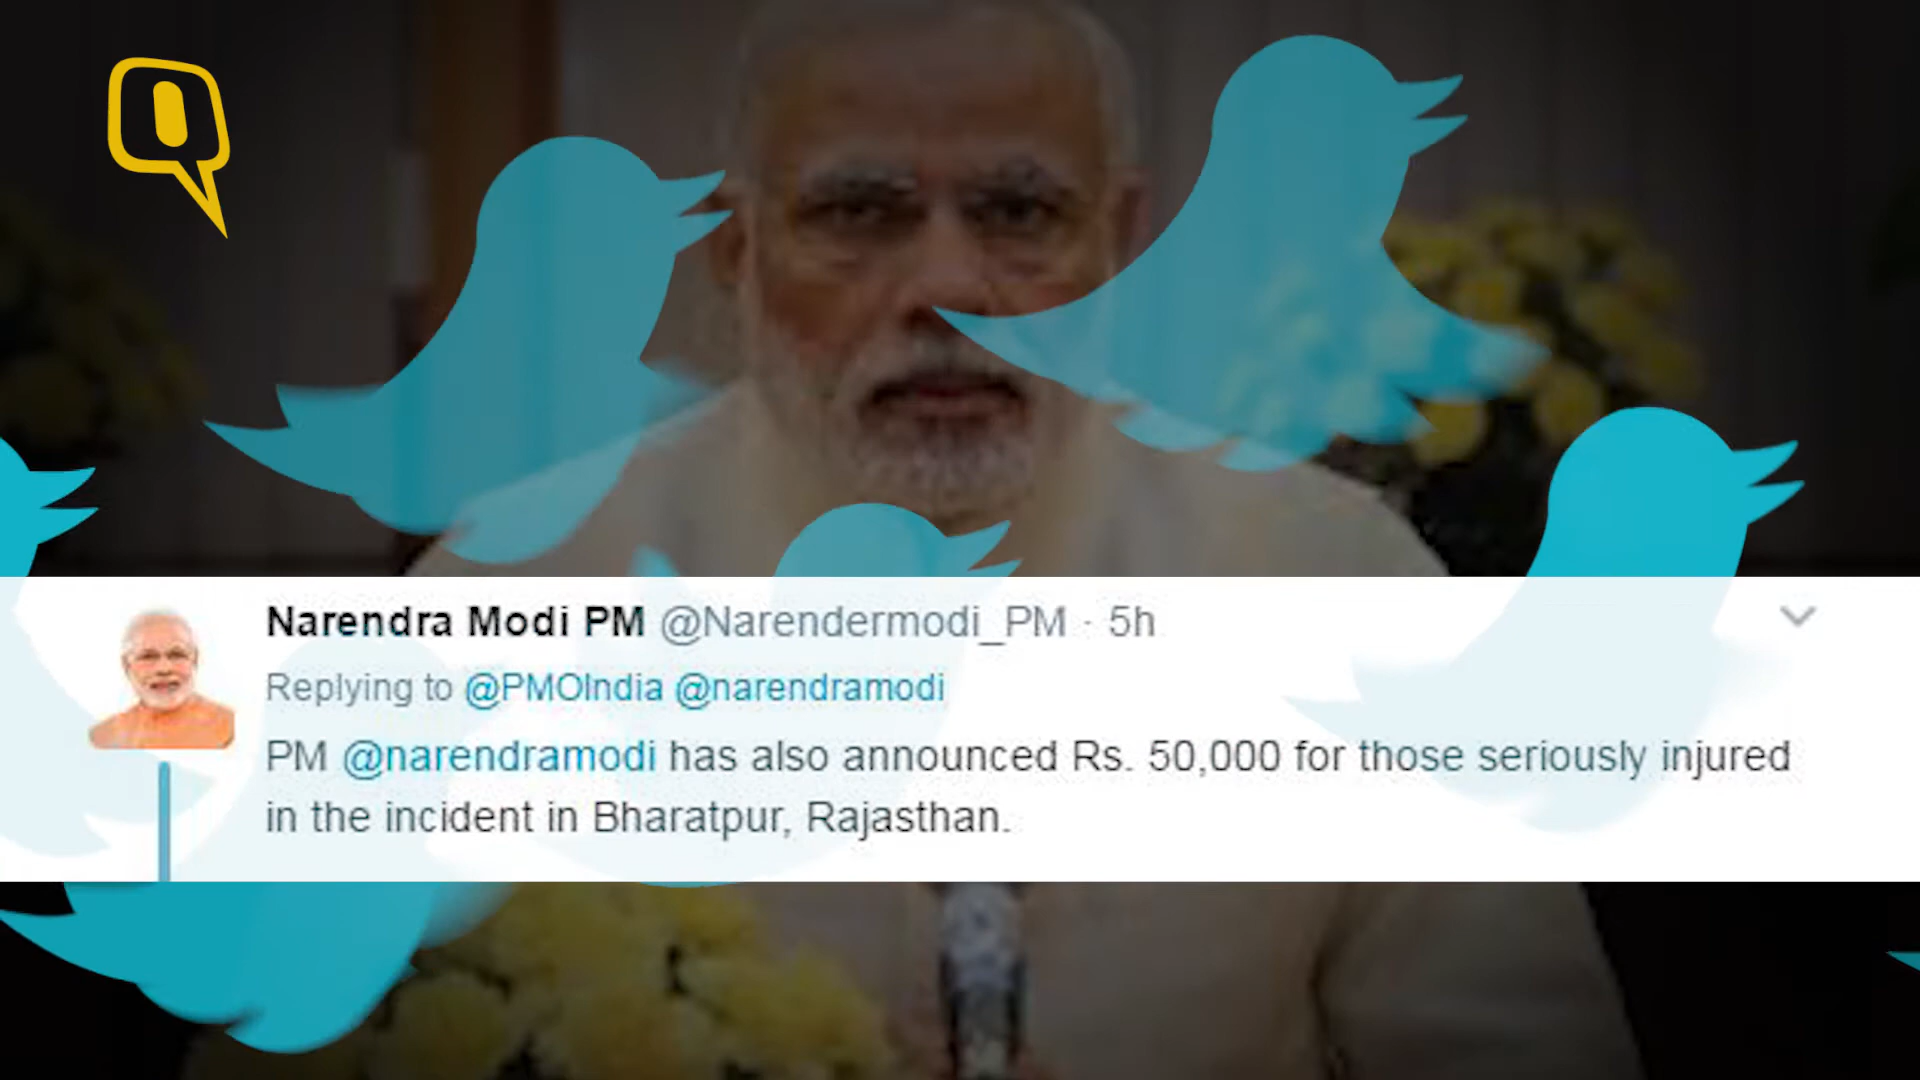 Narendra Modi PM @Narendermodi_PM · 5h
Replying to @PMOIndia @narendramodi
PM @narendramodi has also announced Rs. 50,000 for those seriously injured
in the incident in Bharatpur, Rajasthan.